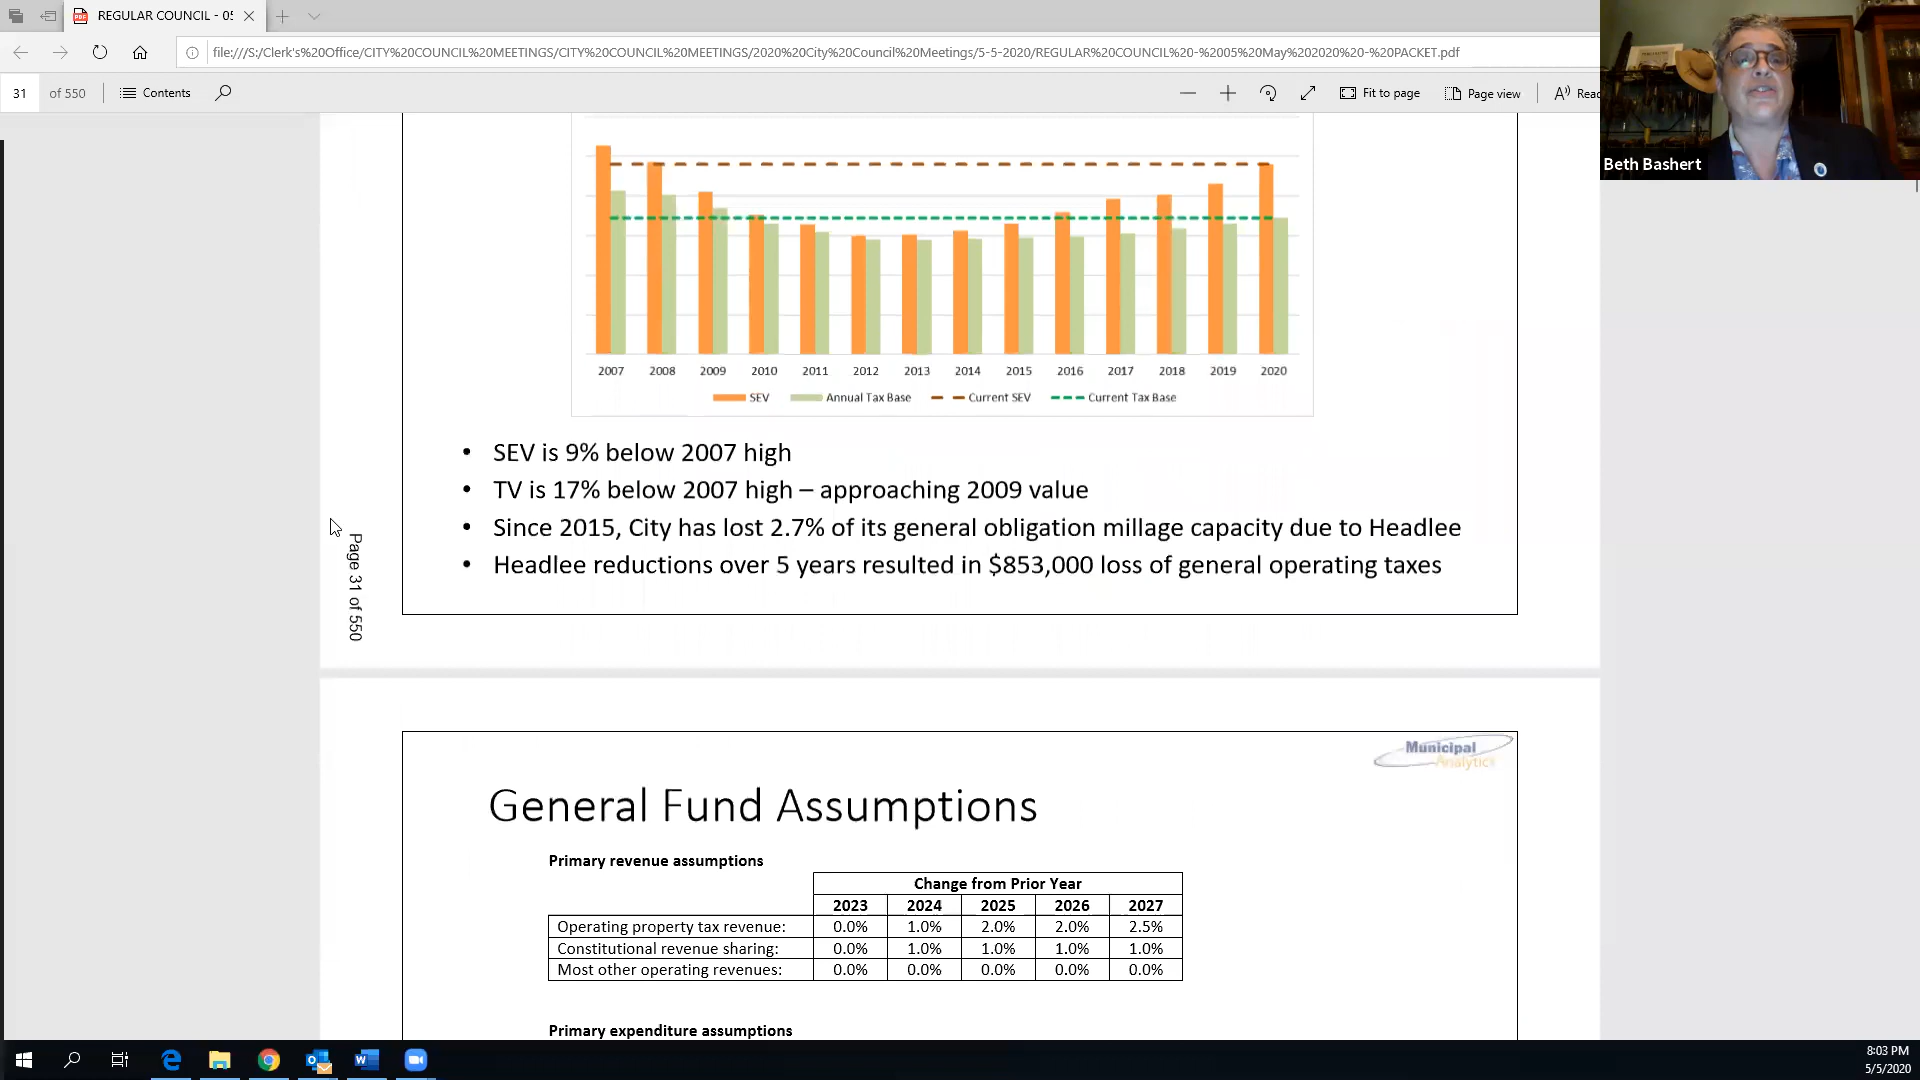 REGULAR COUNCIL - 05
file:///S:/Clerk's%20Office/CITY%20COUNCIL%20MEETINGS/CITY%20COUNCIL%20MEETINGS/2020%20City%20Council%20Meetings/5-5-2020/REGULAR%20COUNCIL%20-%2005%20May%202020%20-%20PACKET.pdf
31 of 550 Contents Fit to page Page view Read
Beth Bashert
2007 2008 2009 2010 2011 2012 2013 2014 2015 2016 2017 2018 2019 2020
SEV Annual Tax Base Current SEV Current Tax Base
• SEV is 9% below 2007 high
• TV is 17% below 2007 high – approaching 2009 value
• Since 2015, City has lost 2.7% of its general obligation millage capacity due to Headlee
• Headlee reductions over 5 years resulted in $853,000 loss of general operating taxes
Page 31 of 550
Municipal
Analytics
General Fund Assumptions
Primary revenue assumptions
Change from Prior Year
2023 2024 2025 2026 2027
Operating property tax revenue: 0.0% 1.0% 2.0% 2.0% 2.5%
Constitutional revenue sharing: 0.0% 1.0% 1.0% 1.0% 1.0%
Most other operating revenues: 0.0% 0.0% 0.0% 0.0% 0.0%
Primary expenditure assumptions
8:03 PM
5/5/2020